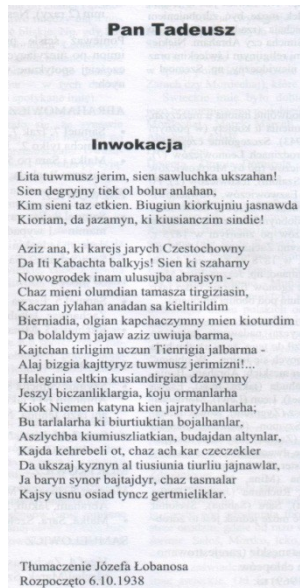 Pan Tadeusz
Inwokacja
Lita tuwmusz jerim, sien sawluchka ukszahan!
Sien degryjny tiek ol bolur anlahan,
Kim sieni taz etkien. Biugiun kiorkujniu jasnawda
Kioriam, da jazamyn, ki kiusianczim sindie!
Aziz ana, ki karejs jarych Czestochowny
Da Iti Kabachta balkyjs! Sien ki szaharny
Nowogrodek inam ulusujba abrajsyn -
Chaz mieni olumdian tamasza tirgiziasin,
Kaczan jylahan anadan sa kieltirildim
Bierniadia, olgian kapchaczymny mien kioturdim
Da bolaldym jajaw aziz uwiuja barma,
Kajtchan tirligim uczun Tienrigia jalbarma -
Alaj bizgia kajttyryz tuwmusz jerimizni!...
Haleginia eltkin kusiandirgian dzanymny
Jeszyl biczanliklargia, koju ormanlarha
Kiok Niemen katyna kien jajratylhanlarha;
Bu tarlalarha ki biurtiuktian bojalhanlar,
Aszlychba kiumiuszliatkian, budajdan altynlar,
Kajda kehrebeli ot, chaz ach kar czeczekler
Da ukszaj kyznyn al tiusiunia tiurliu jajnawlar,
Ja baryn synor bajtajdyr, chaz tasmalar
Kajsy usnu osiad tyncz gertmieliklar.
Tłumaczenie Józefa Łobanosa
Rozpoczęto 6.10.1938